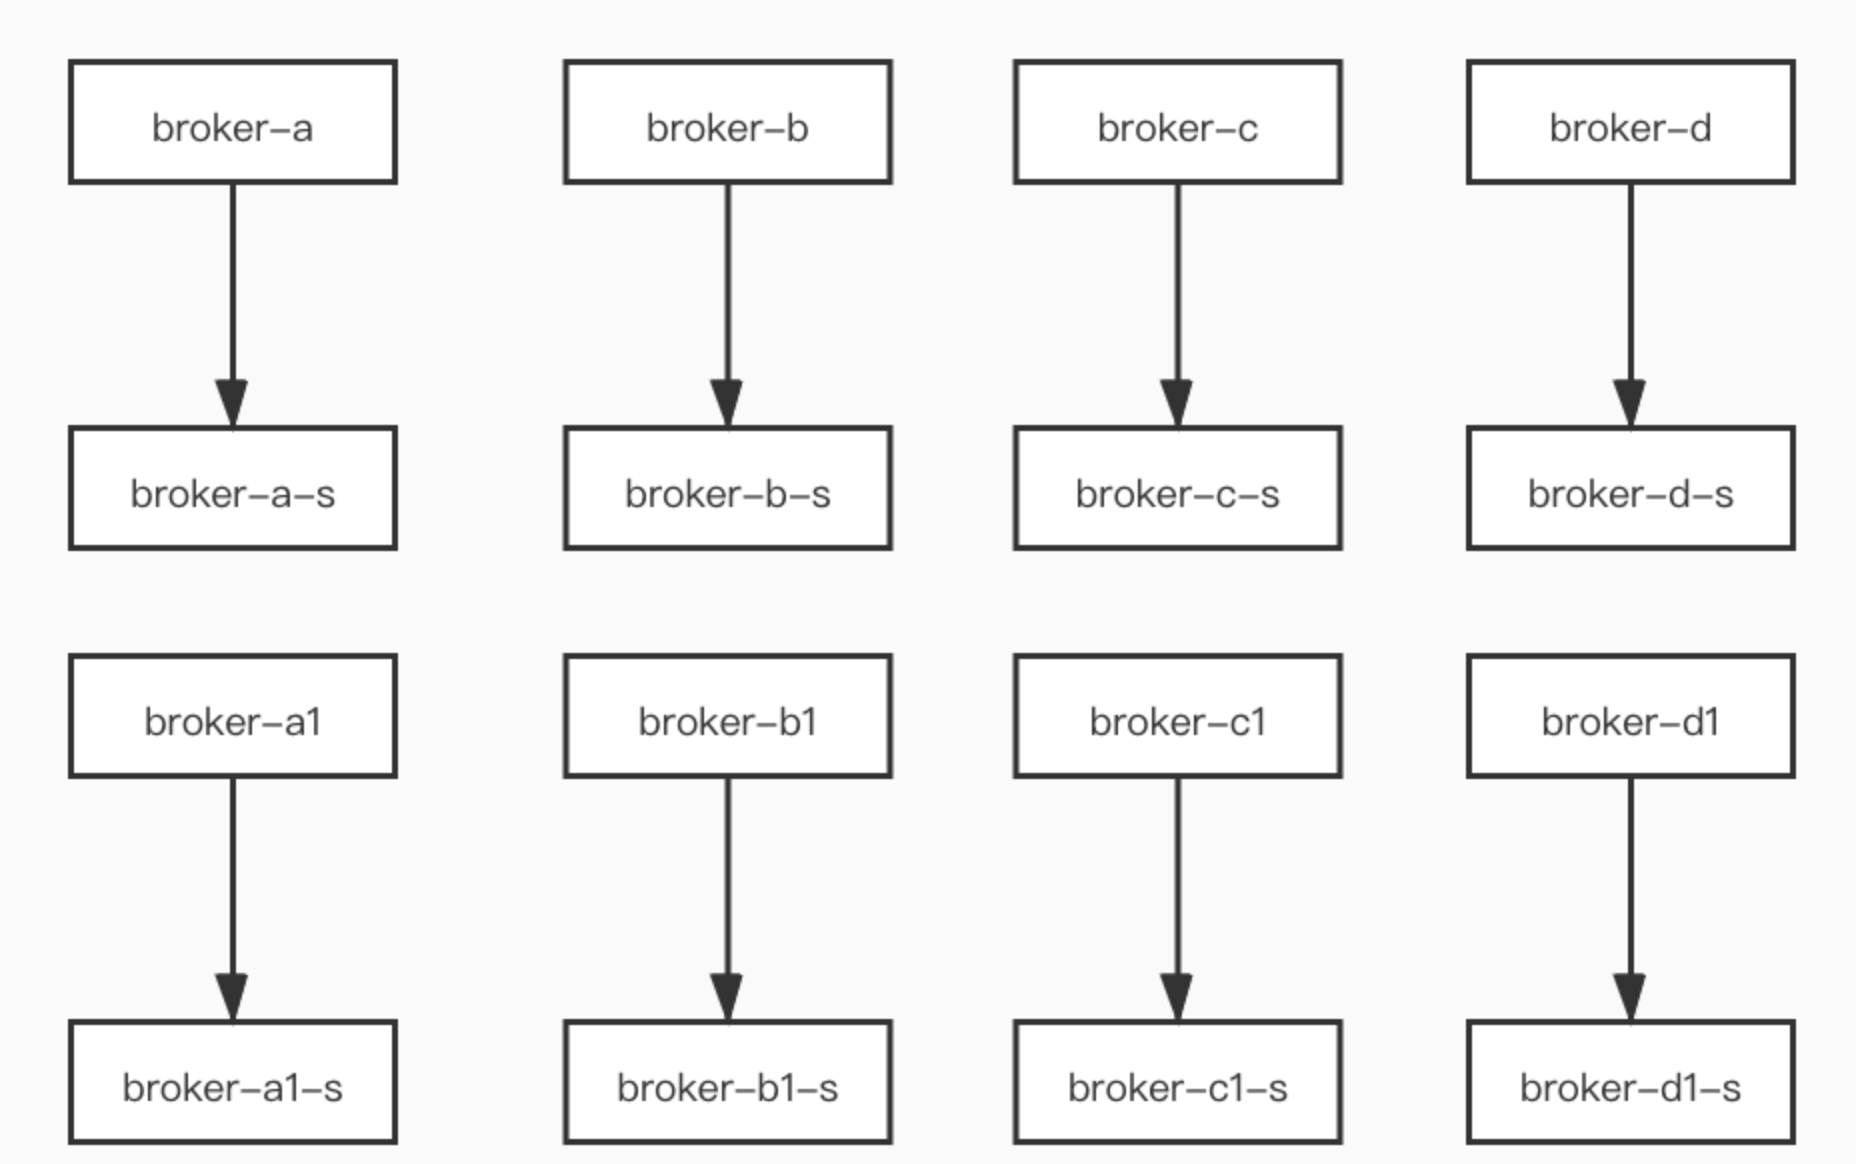 broker–a
broker–b
broker–c
broker–d
broker–a–s
broker–b–s
broker–c–s
broker–d–s
broker–a1
broker–b1
broker–c1
broker–d1
broker–a1–s
broker–b1–s
broker–c1–s
broker–d1–s